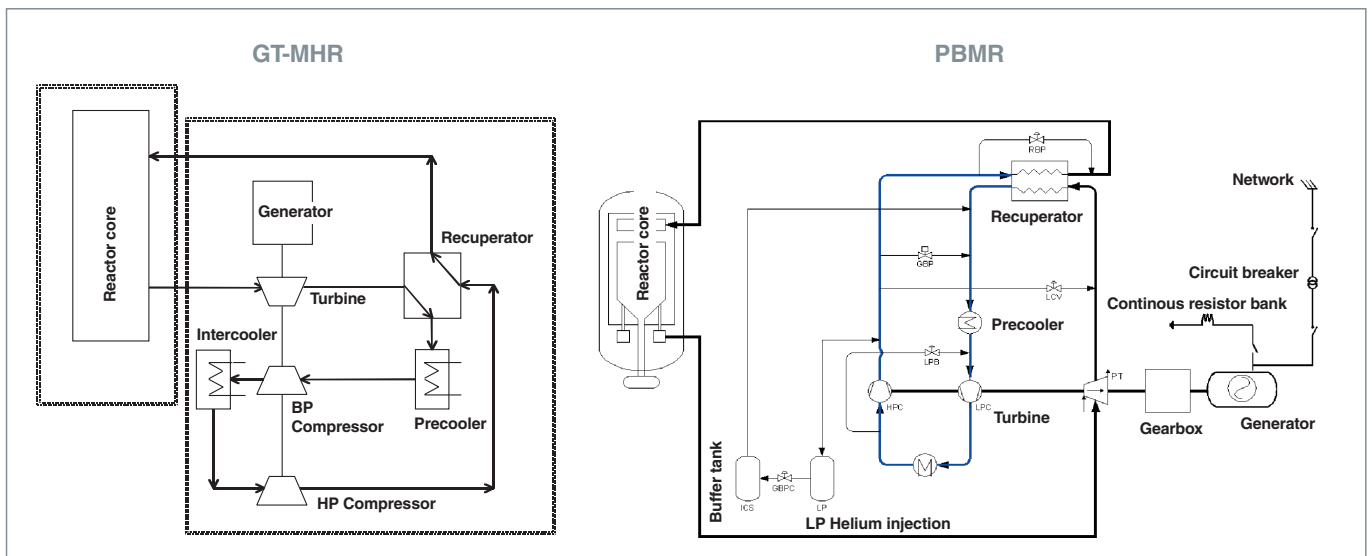 GT-MHR
Reactor core
Generator
Recuperator
Turbine
Intercooler
BP
Compressor
Precooler
HP Compressor
PBMR
RBP
Recuperator
Reactor core
Network
GBP
LCV
Circuit breaker
Continous resistor bank
Precooler
LPB
PT
HPC
LPC
Turbine
Gearbox
Generator
Buffer tank
ICS
GBPC
LP
LP Helium injection